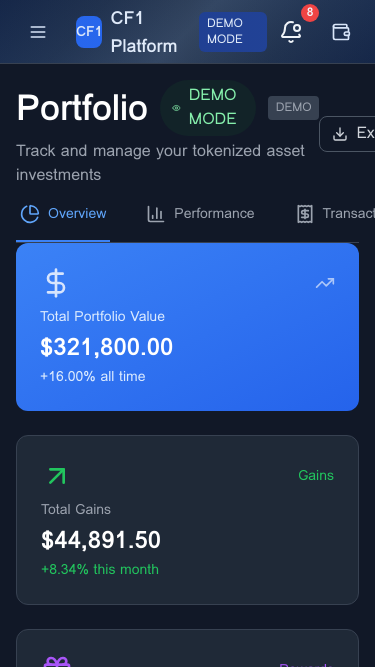 CF1
CF1
Platform
DEMO
MODE
8
Portfolio
DEMO
MODE
DEMO
Ex
Track and manage your tokenized asset
investments
Overview
Performance
Transact
Total Portfolio Value
$321,800.00
+16.00% all time
Gains
Total Gains
$44,891.50
+8.34% this month